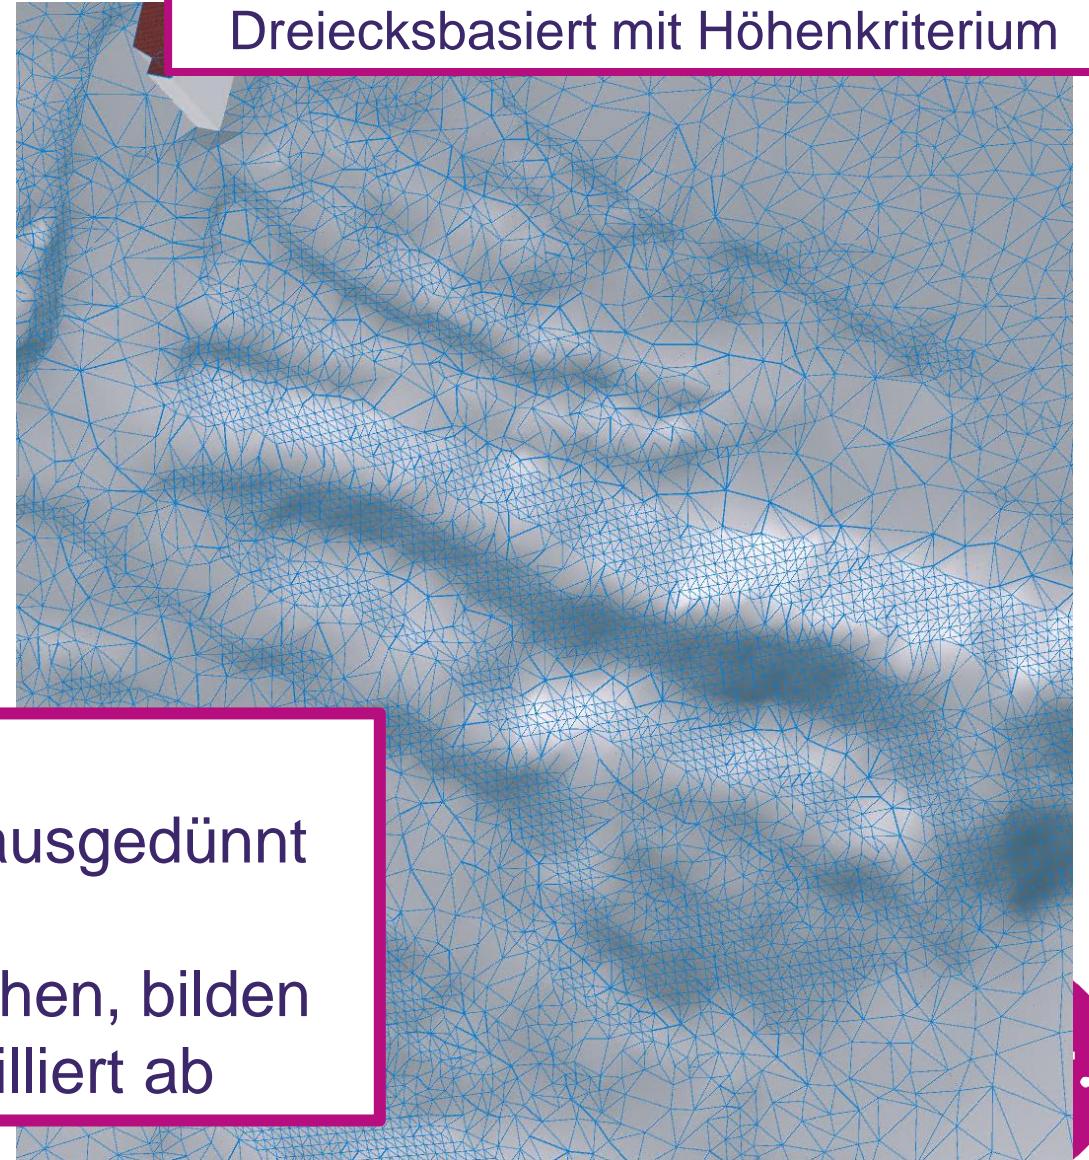 Dreiecksbasiert mit Höhenkriterium
ausgedünnt
hen, bilden
illiert ab